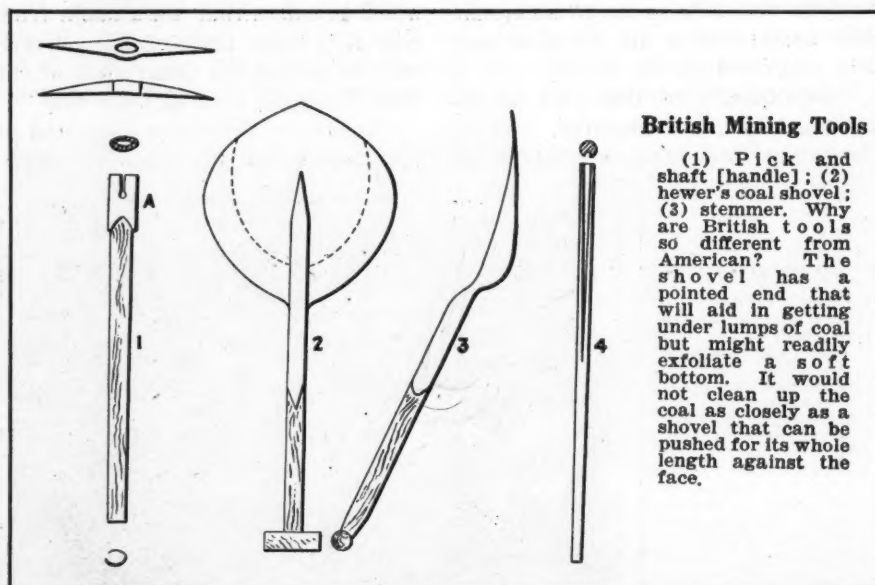 A
1
2
3
4
British Mining Tools
(1) Pick and
shaft [handle]; (2)
hewer's coal shovel;
(3) stemmer. Why
are British tools
so different from
American? The
shovel has a
pointed end that
will aid in getting
under lumps of coal
but might readily
exfoliate a soft
bottom. It would
not clean up the
coal as closely as a
shovel that can be
pushed for its whole
length against the
face.